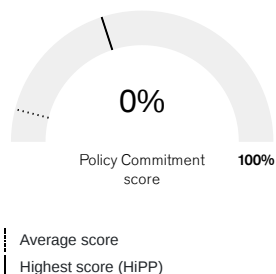 0%
Policy Commitment 100%
score
Average score
Highest score (HiPP)